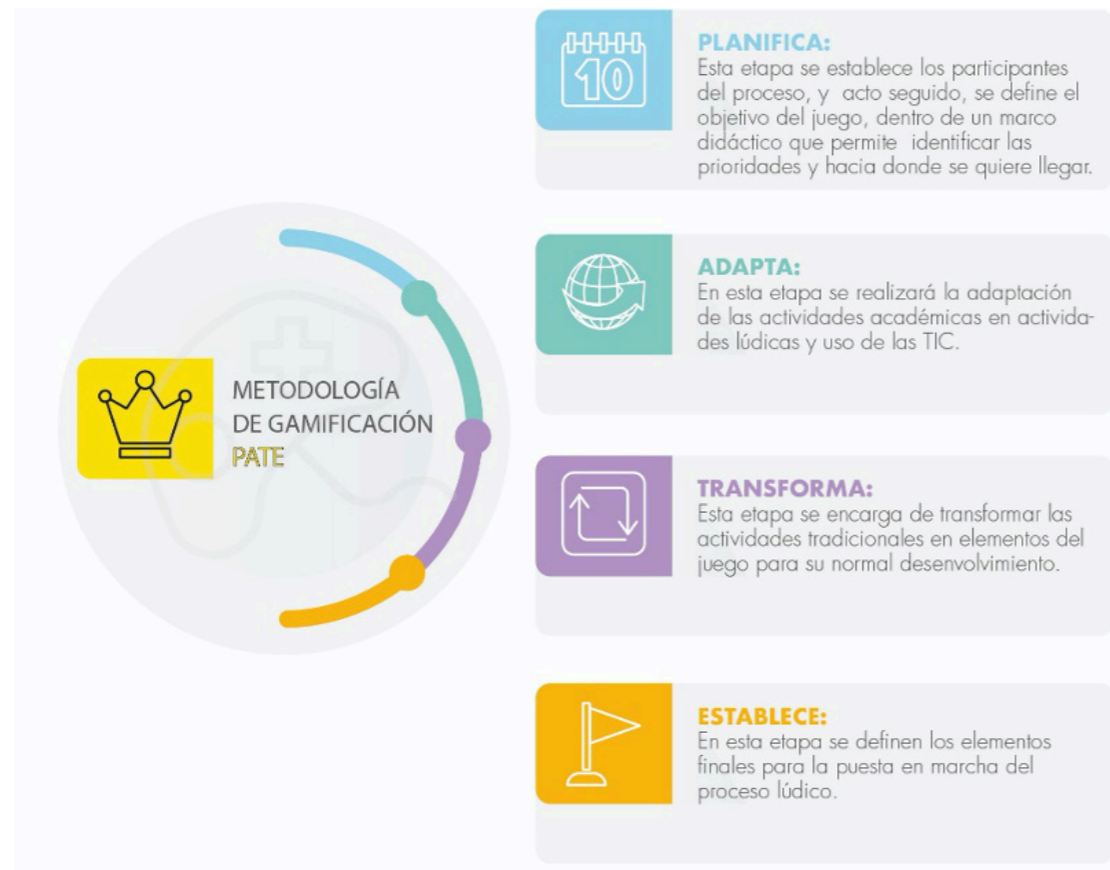 METODOLOGÍA
DE GAMIFICACIÓN
PATE
10
PLANIFICA:
Esta etapa se establece los participantes
del proceso, y acto seguido, se define el
objetivo del juego, dentro de un marco
didáctico que permite identificar las
prioridades y hacia donde se quiere llegar.
ADAPTA:
En esta etapa se realizará la adaptación
de las actividades académicas en activida-
des lúdicas y uso de las TIC.
TRANSFORMA:
Esta etapa se encarga de transformar las
actividades tradicionales en elementos del
juego para su normal desenvolvimiento.
ESTABLECE:
En esta etapa se definen los elementos
finales para la puesta en marcha del
proceso lúdico.